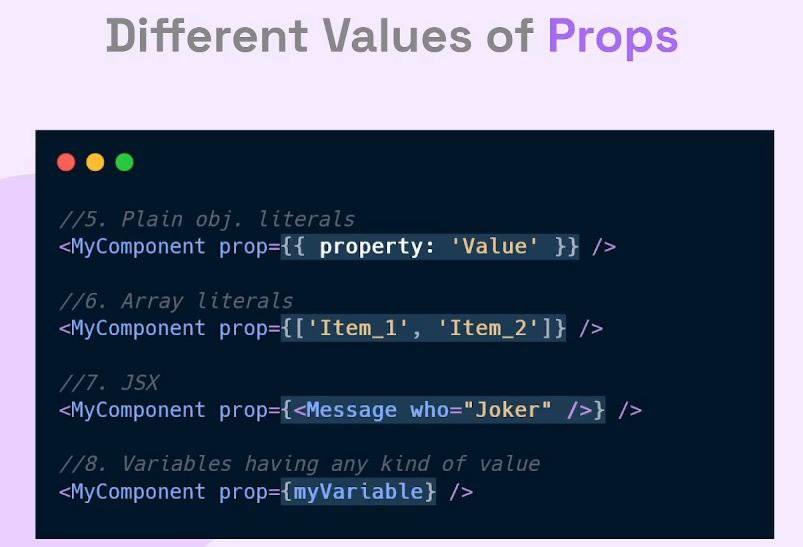 Different Values of Props
//5. Plain obj. literals
<MyComponent prop={{ property: 'Value' }} />
//6. Array literals
<MyComponent prop={['Item_1', 'Item_2']} />
//7. JSX
<MyComponent prop={<Message who="Joker" />} />
//8. Variables having any kind of value
<MyComponent prop={myVariable} />